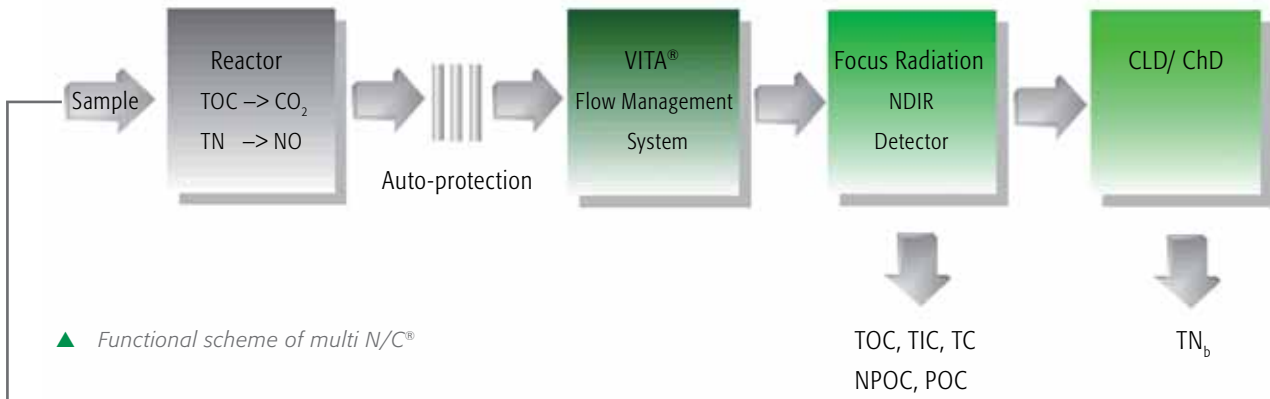 Sample
Reactor
TOC –> CO₂
TN –> NO
Auto-protection
VITA®
Flow Management
System
Focus Radiation
NDIR
Detector
CLD/ ChD
TOC, TIC, TC
NPOC, POC
TN_b
▲ Functional scheme of multi N/C®